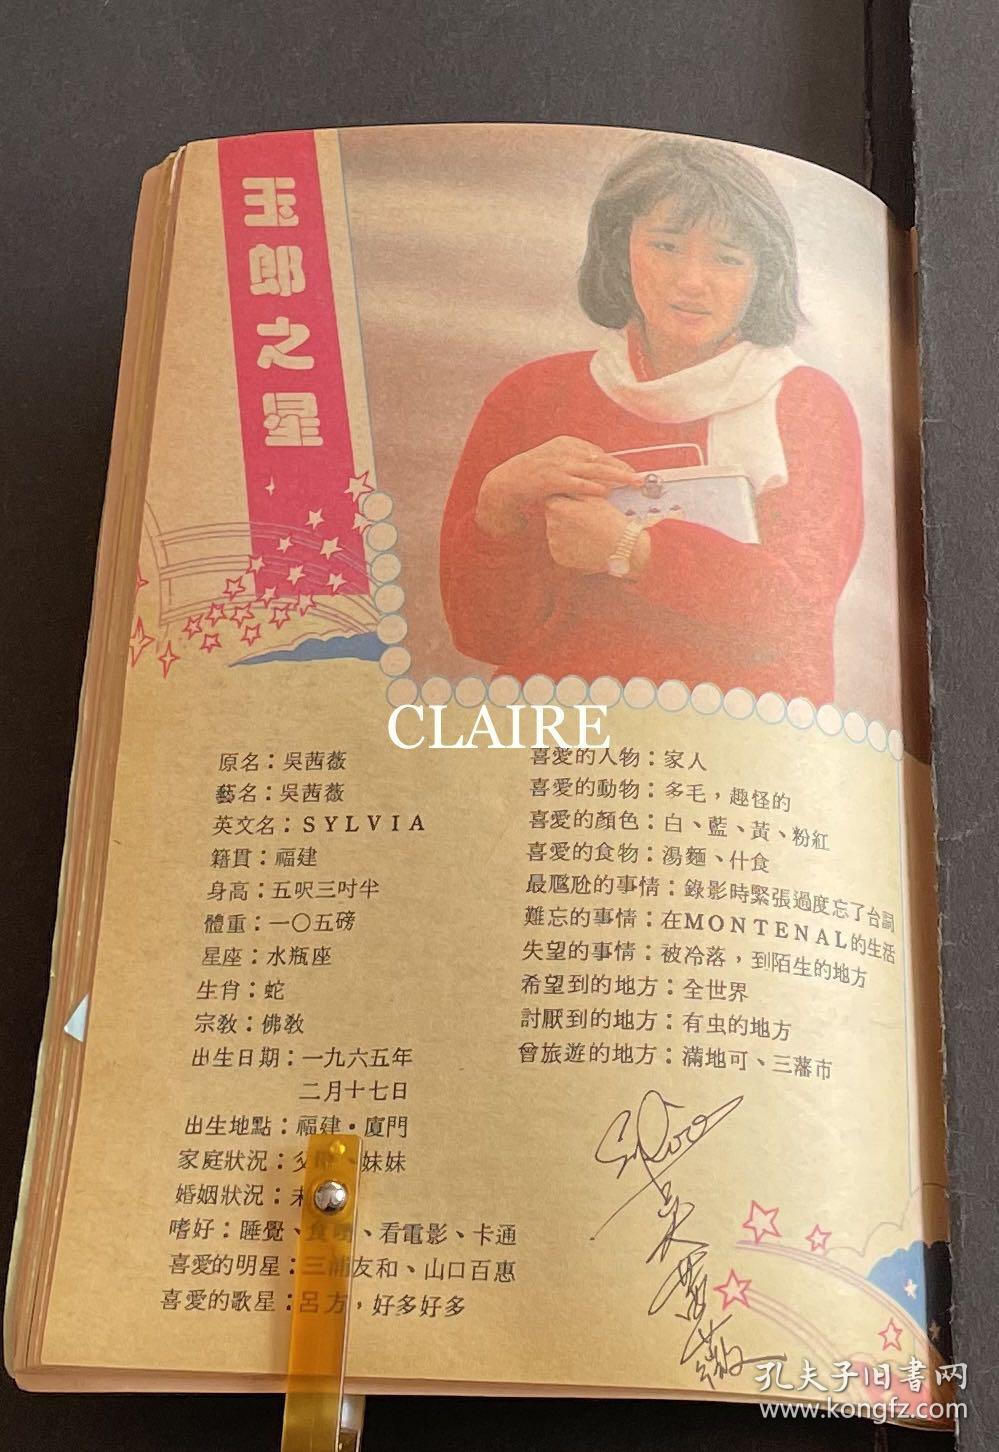 玉郎之星
CLAIRE
原名：吳茜薇
藝名：吳茜薇
英文名：SYLVIA
籍貫：福建
身高：五呎三吋半
體重：一〇五磅
星座：水瓶座
生肖：蛇
宗教：佛教
出生日期：一九六五年
二月十七日
出生地點：福建・廈門
家庭狀況：父母、妹妹
婚姻狀況：未
嗜好：睡覺、食嘢、看電影、卡通
喜愛的明星：三浦友和、山口百惠
喜愛的歌星：呂方，好多好多
喜愛的人物：家人
喜愛的動物：多毛，趣怪的
喜愛的顏色：白、藍、黃、粉紅
喜愛的食物：湯麵、什食
最尷尬的事情：錄影時緊張過度忘了台詞
難忘的事情：在MONTENAL的生活
失望的事情：被冷落，到陌生的地方
希望到的地方：全世界
討厭到的地方：有虫的地方
曾旅遊的地方：滿地可、三藩市
吳茜薇
孔夫子旧书网
www.kongfz.com